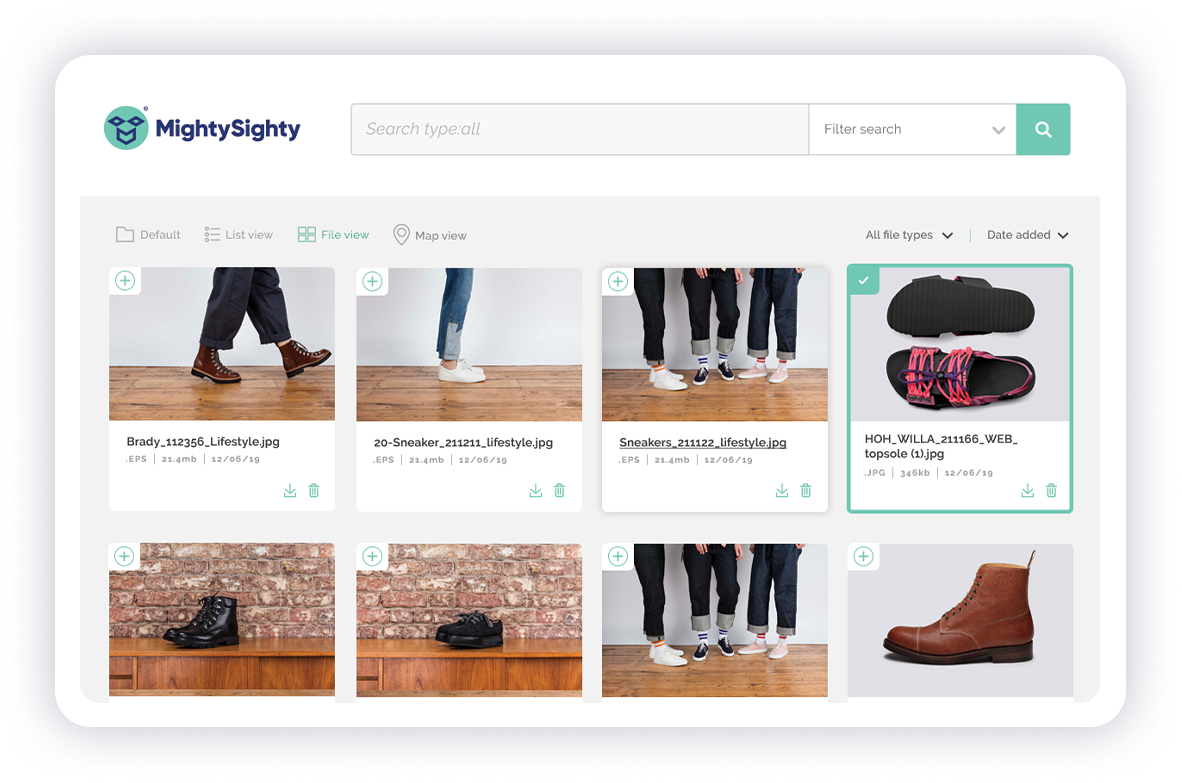 MightySighty
Search type:all
Filter search
Default
List view
File view
Map view
All file types
Date added
Brady_112356_Lifestyle.jpg
.EPS | 21.4mb | 12/06/19
20-Sneaker_211211_lifestyle.jpg
.EPS | 21.4mb | 12/06/19
Sneakers_211122_lifestyle.jpg
.EPS | 21.4mb | 12/06/19
HOH_WILLA_211166_WEB_
topsole (1).jpg
.JPG | 346kb | 12/06/19